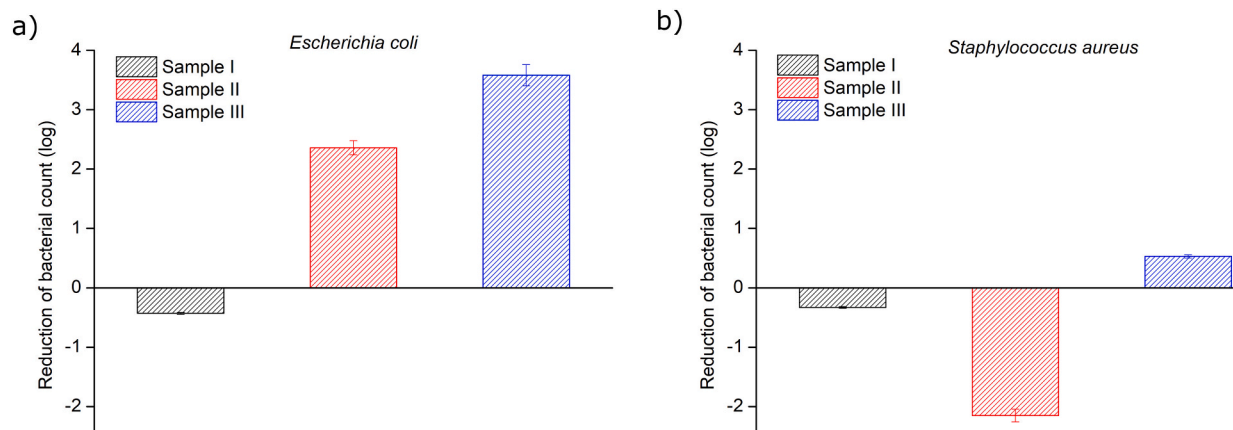 a)
Escherichia coli
Sample I
Sample II
Sample III
Reduction of bacterial count (log)
4
3
2
1
0
-1
-2
b)
Staphylococcus aureus
Sample I
Sample II
Sample III
Reduction of bacterial count (log)
4
3
2
1
0
-1
-2